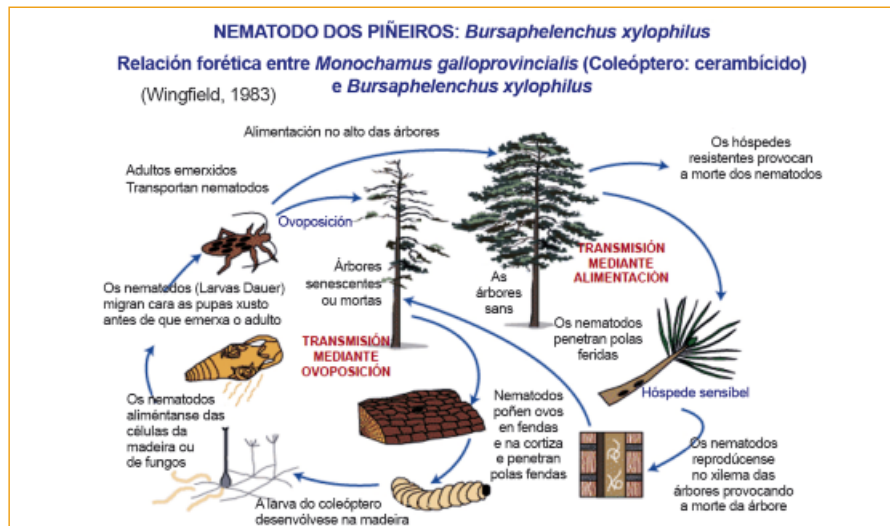 NEMATODO DOS PIÑEIROS: Bursaphelenchus xylophilus
Relación forética entre Monochamus galloprovincialis (Coleóptero: cerambícido)
e Bursaphelenchus xylophilus
(Wingfield, 1983)
Alimentación no alto das árbores
Os hóspedes
resistentes provocan
a morte dos nematodos
Adultos emerxidos
Transportan nematodos
Ovoposición
Árbores
senescentes
ou mortas
As
árbores
sans
TRANSMISIÓN
MEDIANTE
ALIMENTACIÓN
Os nematodos (Larvas Dauer)
migran cara as pupas xusto
antes de que emerxa o adulto
TRANSMISIÓN
MEDIANTE
OVOPOSICIÓN
Os nematodos
penetran polas
feridas
Hóspede sensíbel
Os nematodos
aliméntanse das
células da
madeira ou
de fungos
Nematodos
poñen ovos
en fendas
e na cortiza
e penetran
polas fendas
Os nematodos
reprodúcense
no xilema das
árbores provocando
a morte da árbore
A larva do coleóptero
desenvólvese na madeira